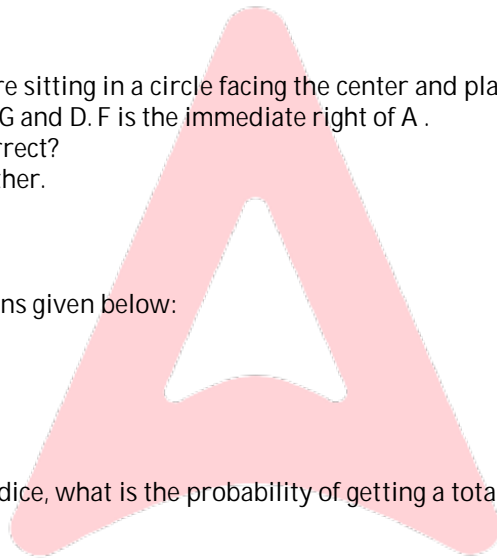 re sitting in a circle facing the center and pla
G and D. F is the immediate right of A .
rrect?
ther.
ns given below:
dice, what is the probability of getting a tota